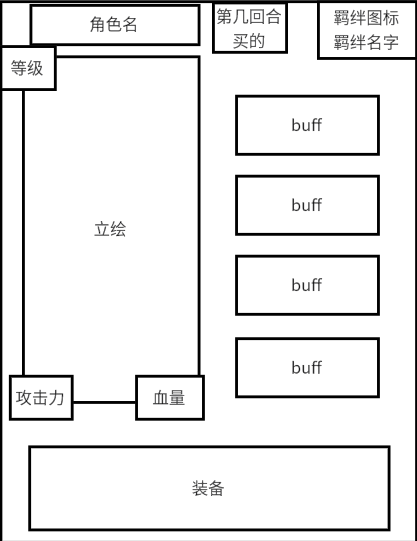 角色名
第几回合
买的
羁绊图标
羁绊名字
等级
buff
buff
立绘
buff
buff
攻击力
血量
装备